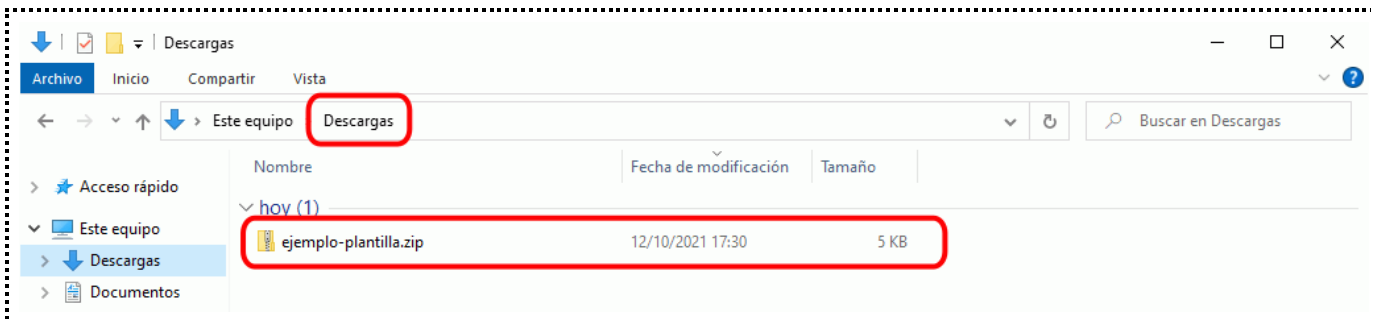 Descargas
Archivo Inicio Compartir Vista
Este equipo Descargas Buscar en Descargas
Nombre Fecha de modificación Tamaño
Acceso rápido
hoy (1)
Este equipo
ejemplo-plantilla.zip 12/10/2021 17:30 5 KB
Descargas
Documentos